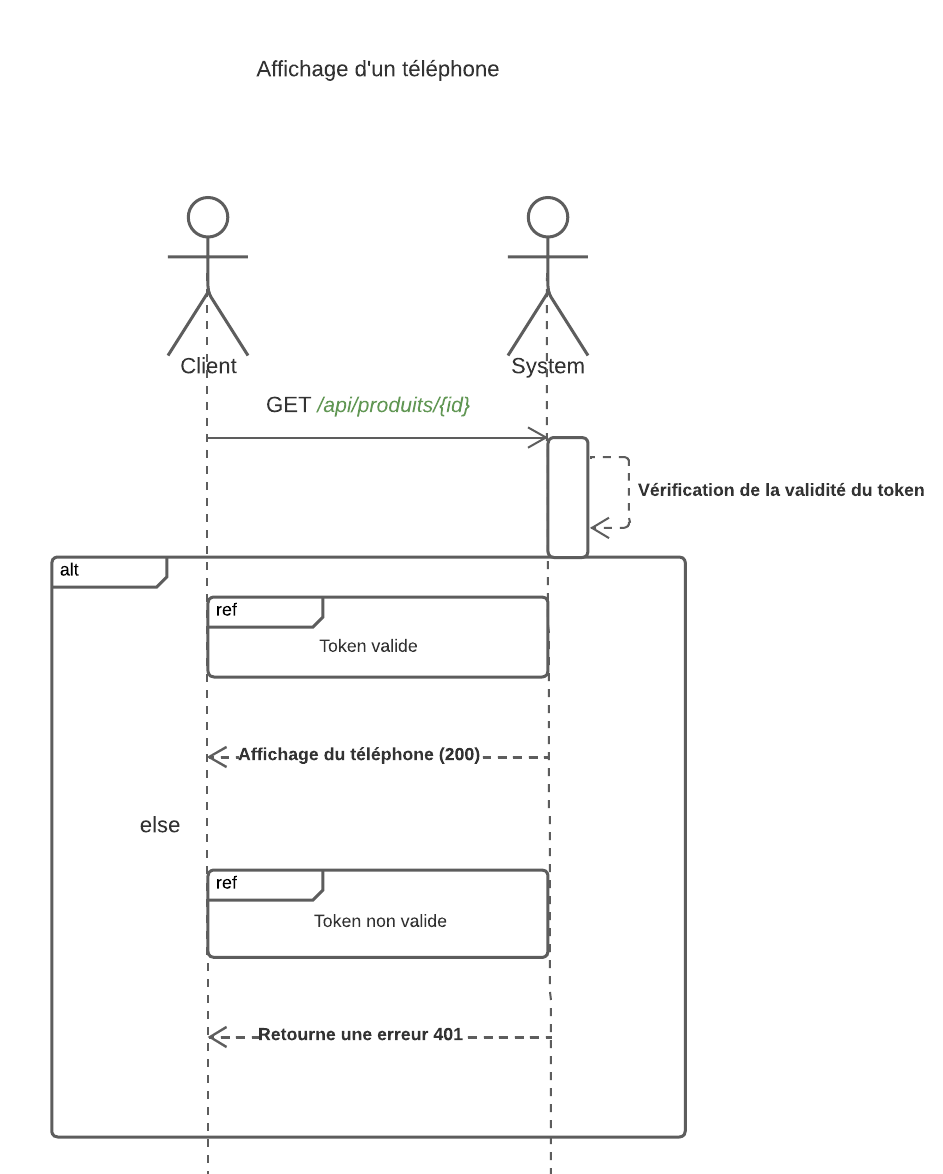 Affichage d'un téléphone
Client
System
GET /api/produits/{id}
Vérification de la validité du token
alt
ref
Token valide
Affichage du téléphone (200)
else
ref
Token non valide
Retourne une erreur 401